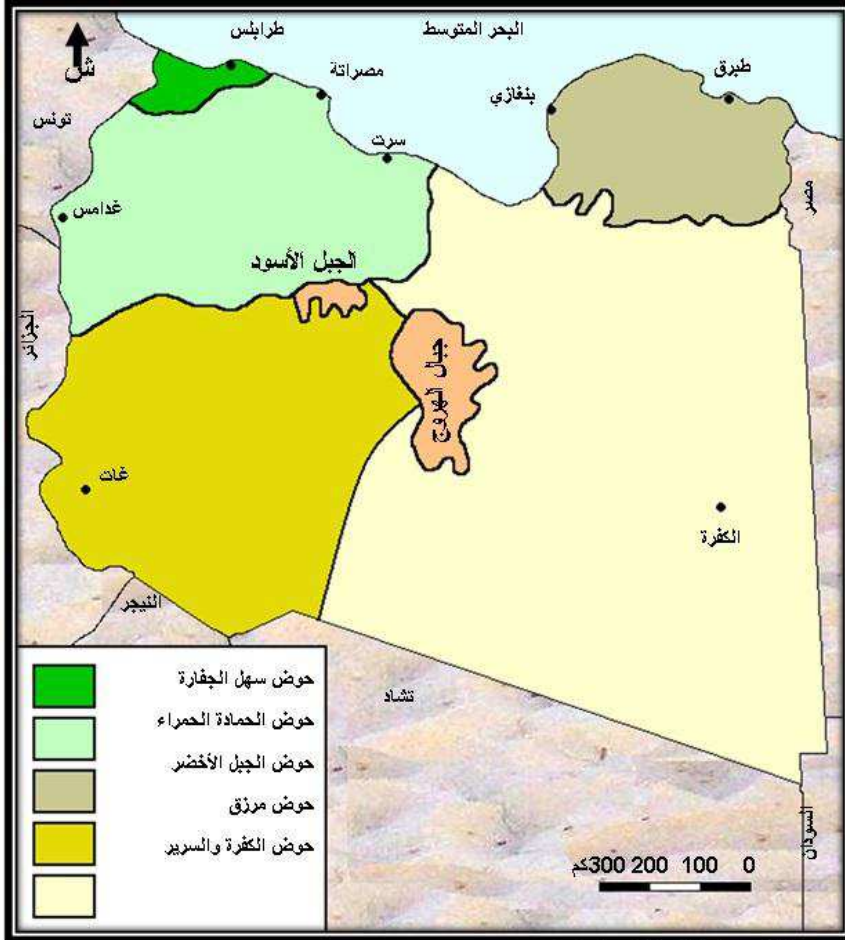 البحر المتوسط
ش
طرابلس
مصراتة
سرت
بنغازي
طبرق
تونس
غدامس
مصر
الجبل الأسود
الجزائر
جبال الهروج
غات
الكفرة
النيجر
تشاد
السودان
حوض سهل الجفارة
حوض الحمادة الحمراء
حوض الجبل الأخضر
حوض مرزق
حوض الكفرة والسرير
0 100 200 300كم